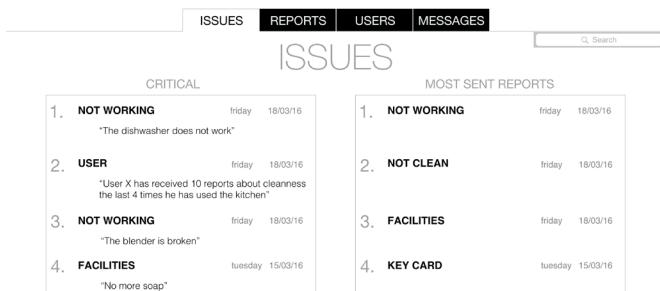 ISSUES REPORTS USERS MESSAGES
Search
ISSUES
CRITICAL
1. NOT WORKING friday 18/03/16
"The dishwasher does not work"
2. USER friday 18/03/16
"User X has received 10 reports about cleanness
the last 4 times he has used the kitchen"
3. NOT WORKING friday 18/03/16
"The blender is broken"
4. FACILITIES tuesday 15/03/16
"No more soap"
MOST SENT REPORTS
1. NOT WORKING friday 18/03/16
2. NOT CLEAN friday 18/03/16
3. FACILITIES friday 18/03/16
4. KEY CARD tuesday 15/03/16